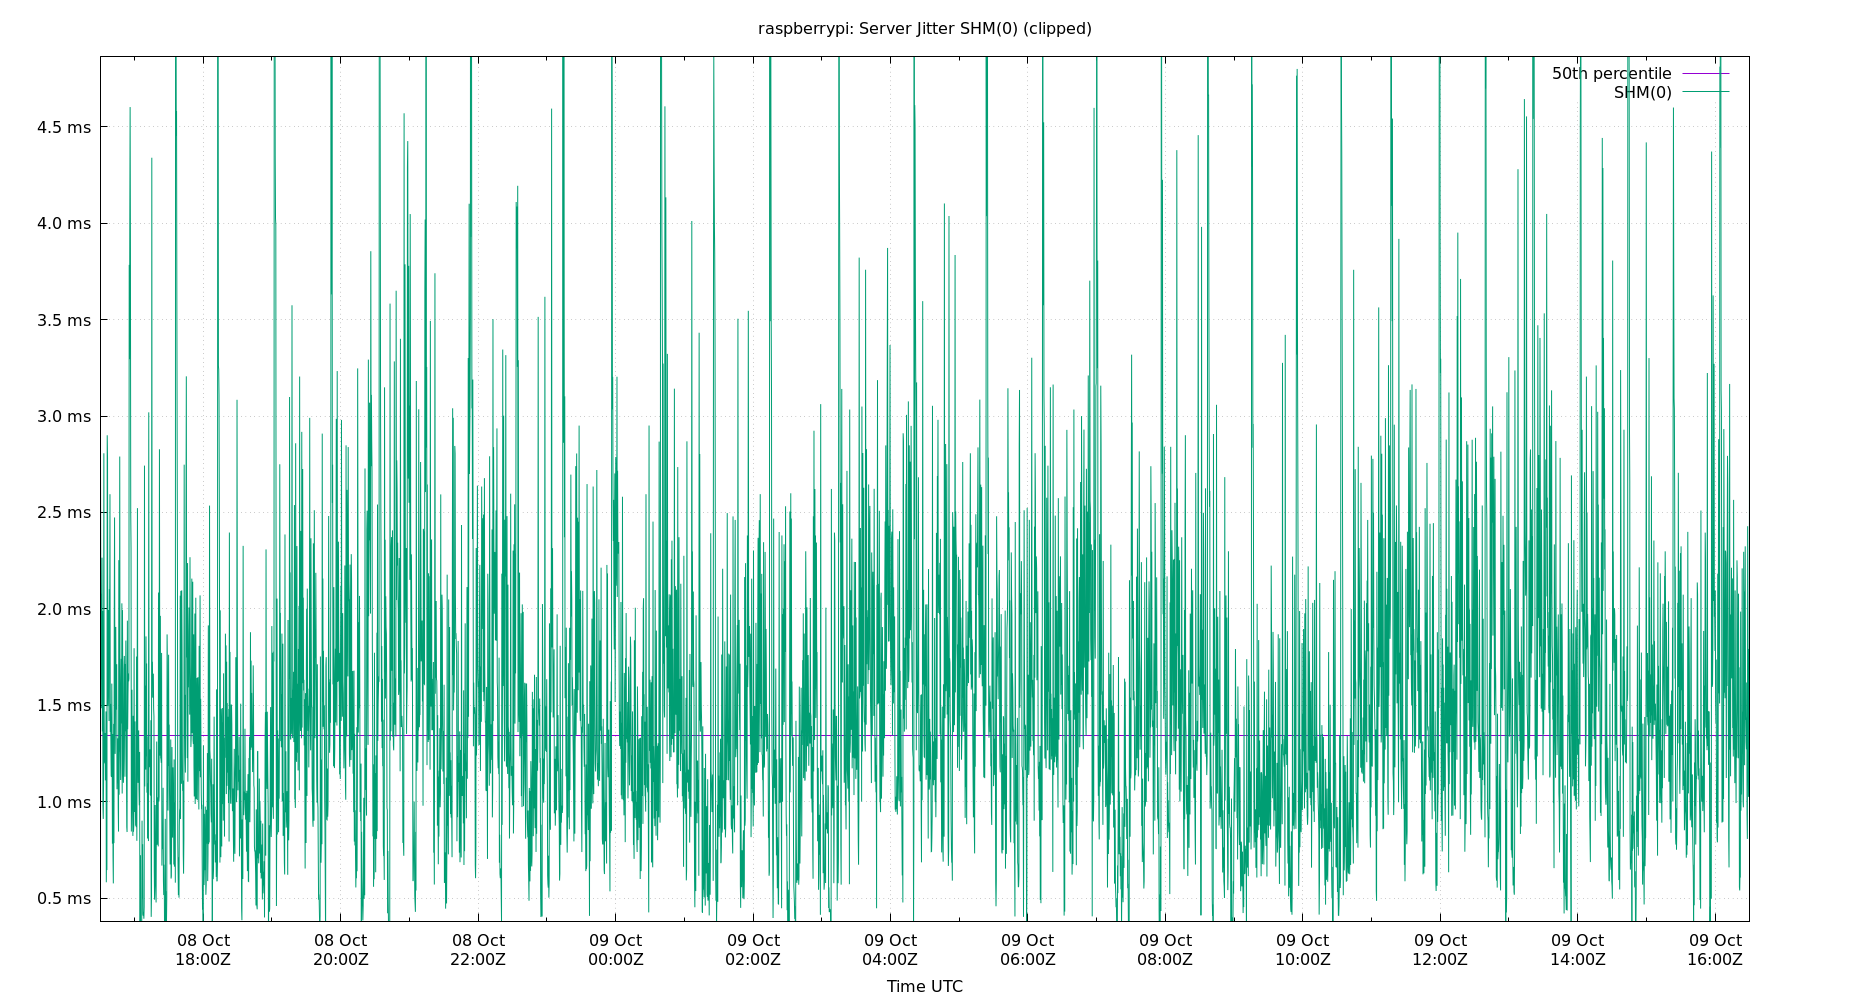 raspberrypi: Server Jitter SHM(0) (clipped)
50th percentile
SHM(0)
4.5 ms
4.0 ms
3.5 ms
3.0 ms
2.5 ms
2.0 ms
1.5 ms
1.0 ms
0.5 ms
08 Oct 08 Oct 08 Oct 09 Oct 09 Oct 09 Oct 09 Oct 09 Oct 09 Oct 09 Oct 09 Oct 09 Oct
18:00Z 20:00Z 22:00Z 00:00Z 02:00Z 04:00Z 06:00Z 08:00Z 10:00Z 12:00Z 14:00Z 16:00Z
Time UTC